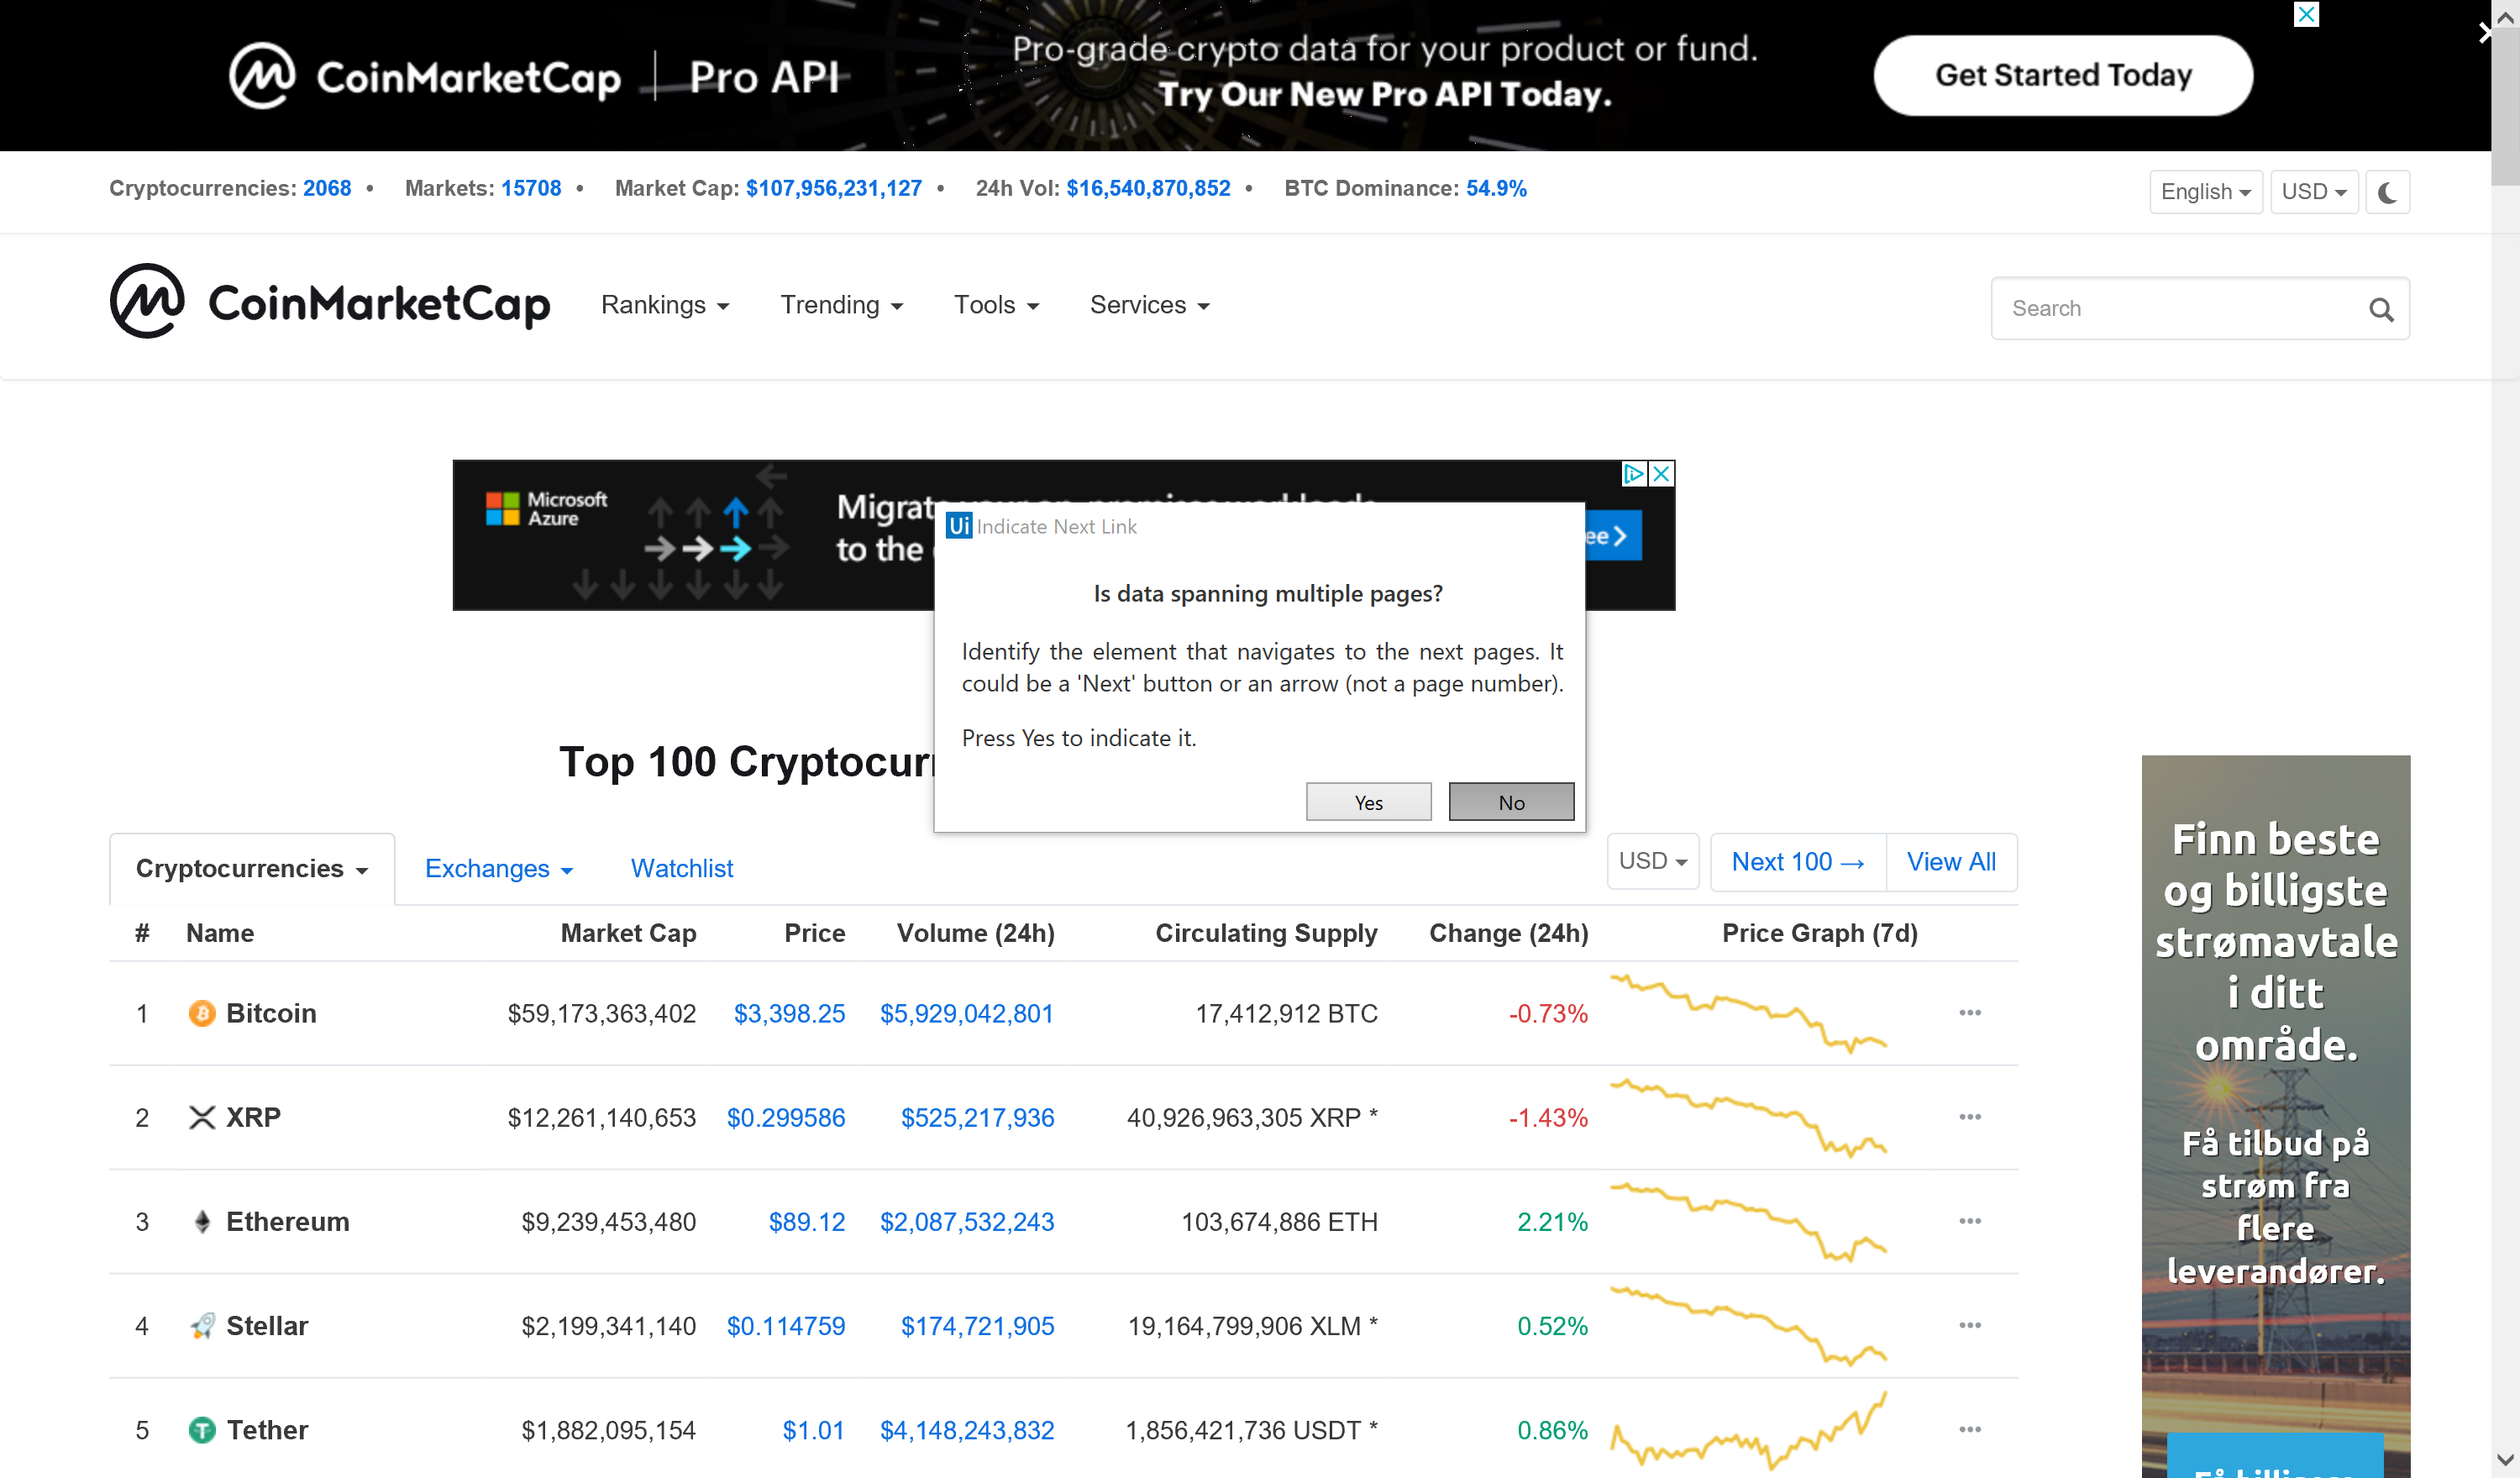 CoinMarketCap | Pro API
Pro-grade crypto data for your product or fund.
Try Our New Pro API Today.
Get Started Today
Cryptocurrencies: 2068 • Markets: 15708 • Market Cap: $107,956,231,127 • 24h Vol: $16,540,870,852 • BTC Dominance: 54.9%
English USD
CoinMarketCap
Rankings Trending Tools Services
Search
Microsoft
Azure
to the
Ui Indicate Next Link
Is data spanning multiple pages?
Identify the element that navigates to the next pages. It
could be a 'Next' button or an arrow (not a page number).
Press Yes to indicate it.
Yes No
Top 100
Cryptocurrencies Exchanges Watchlist
USD Next 100 → View All
# Name Market Cap Price Volume (24h) Circulating Supply Change (24h) Price Graph (7d)
1 Bitcoin $59,173,363,402 $3,398.25 $5,929,042,801 17,412,912 BTC -0.73%
2 XRP $12,261,140,653 $0.299586 $525,217,936 40,926,963,305 XRP * -1.43%
3 Ethereum $9,239,453,480 $89.12 $2,087,532,243 103,674,886 ETH 2.21%
4 Stellar $2,199,341,140 $0.114759 $174,721,905 19,164,799,906 XLM * 0.52%
5 Tether $1,882,095,154 $1.01 $4,148,243,832 1,856,421,736 USDT * 0.86%
Finn beste
og billigste
strømavtale
i ditt
område.
Få tilbud på
strøm fra
flere
leverandører.